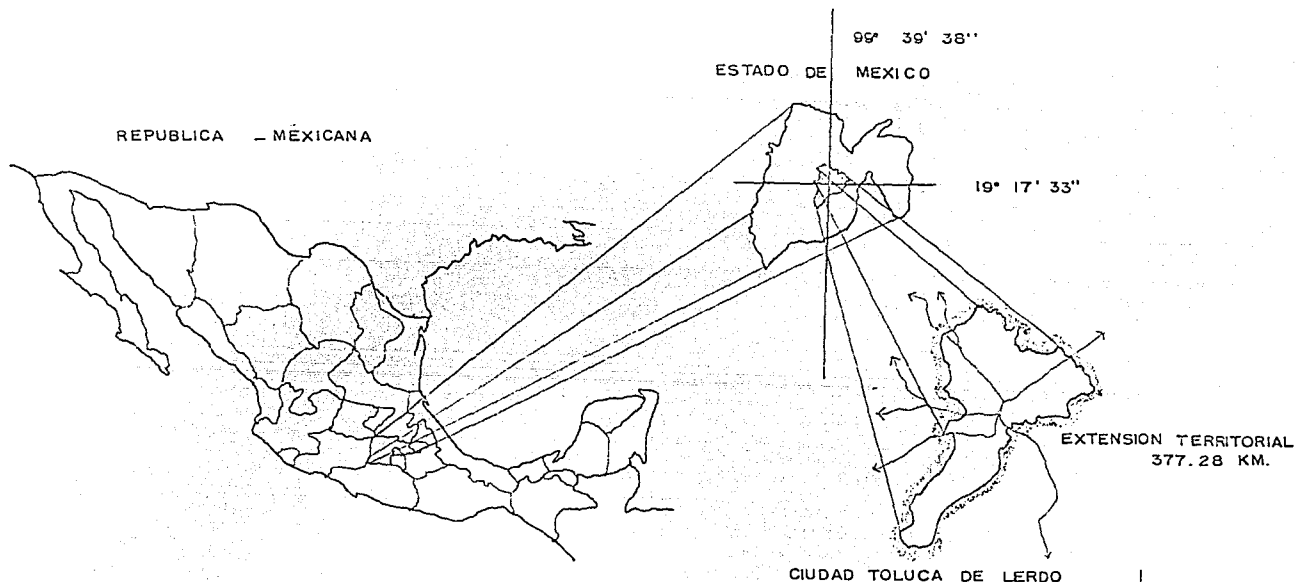 99° 39' 38''
ESTADO DE MEXICO
REPUBLICA _ MEXICANA
19° 17' 33''
EXTENSION TERRITORIAL
377.28 KM.
CIUDAD TOLUCA DE LERDO